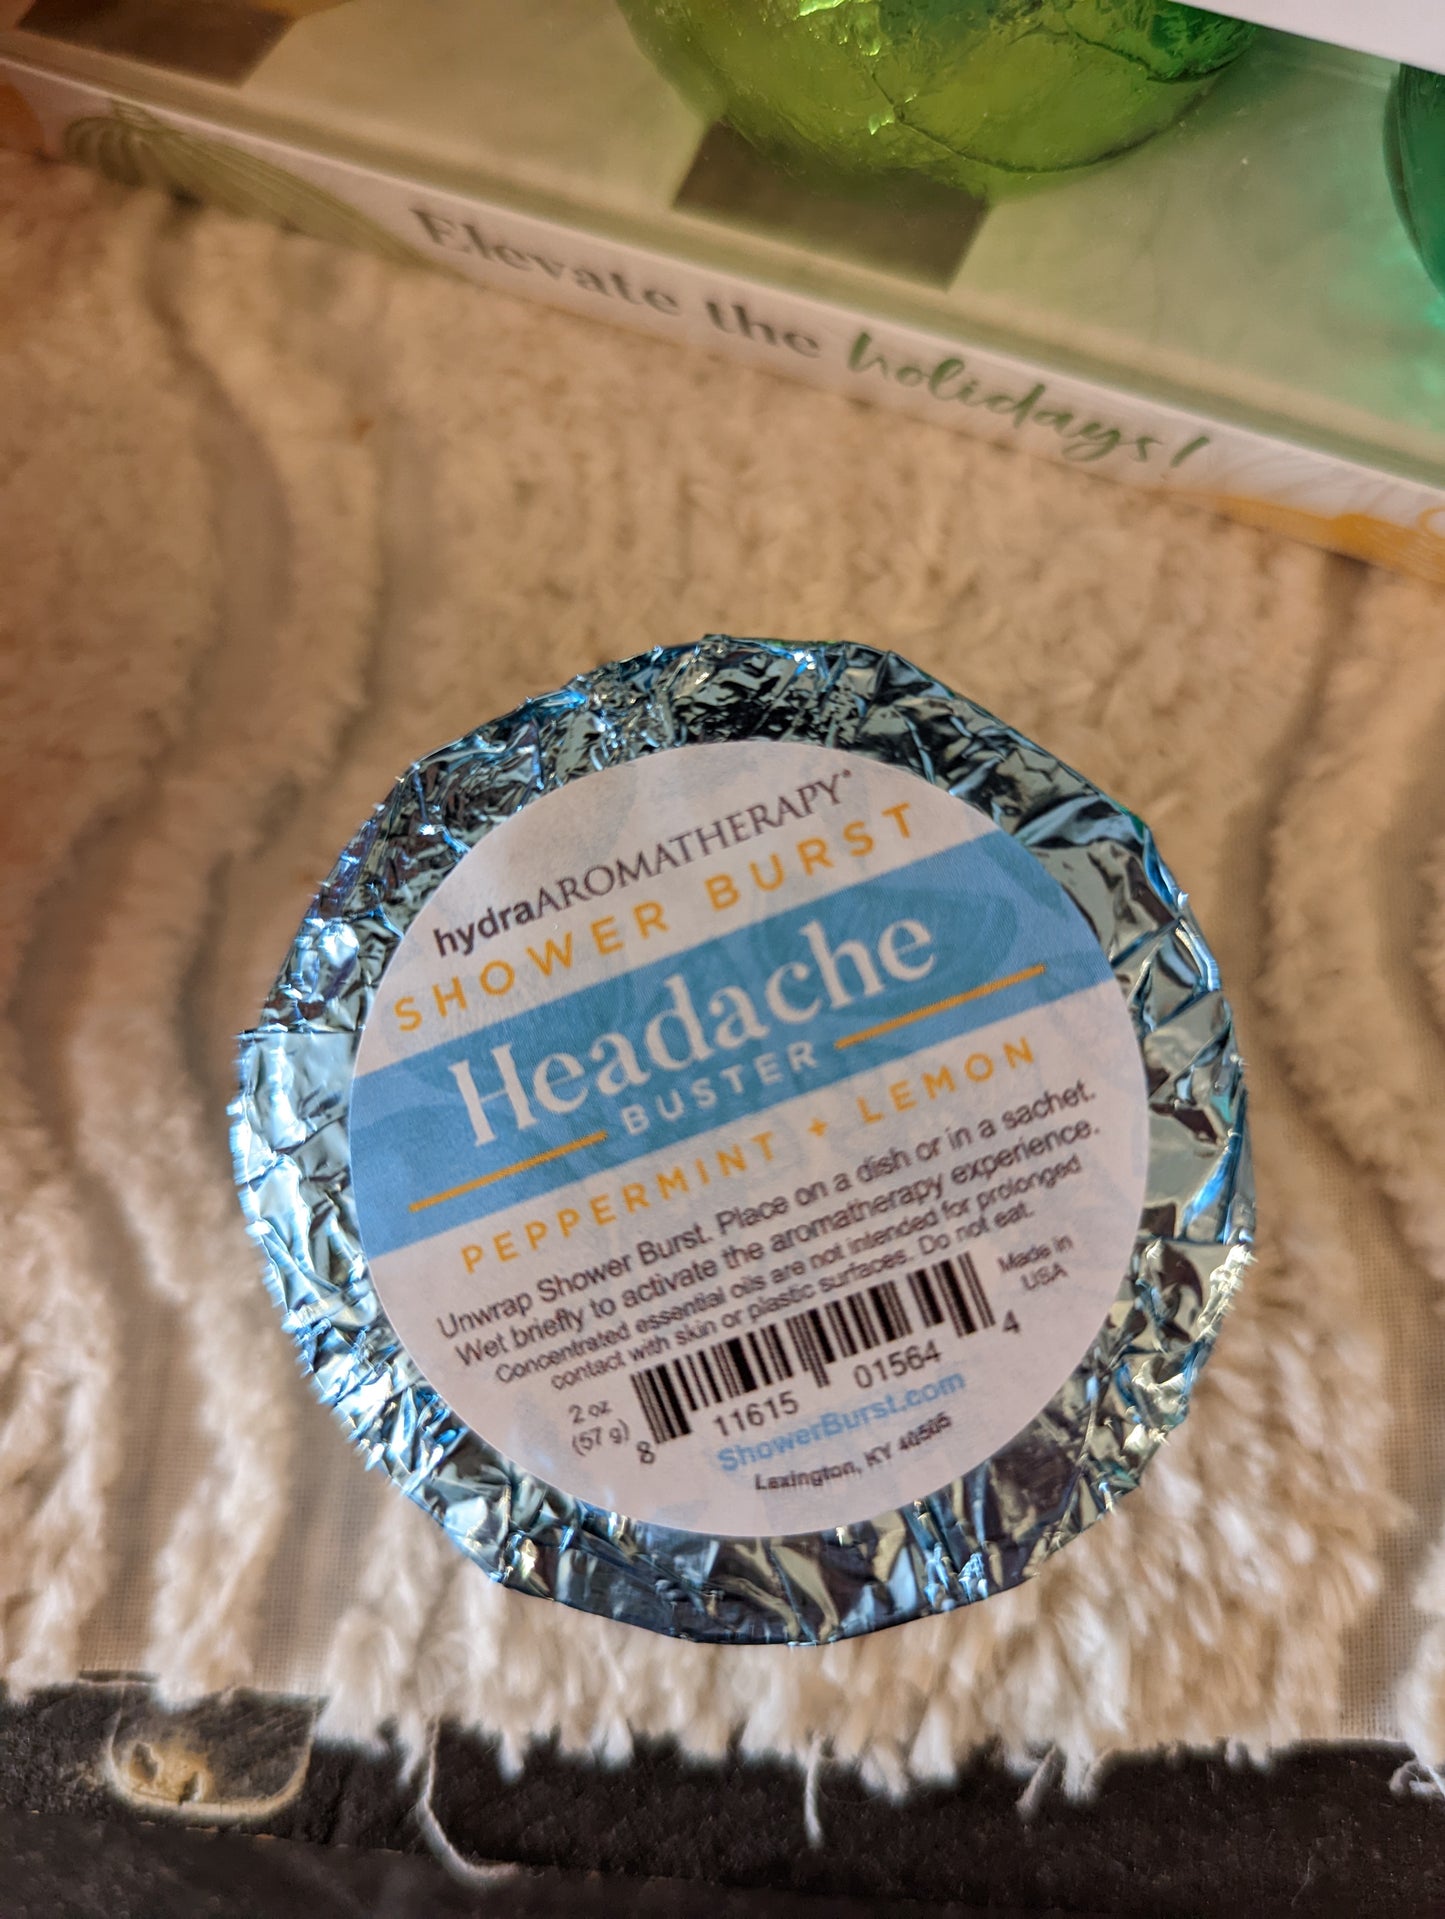 Elevate the holidays!
hydraAROMATHERAPY®
SHOWER BURST
Headache
BUSTER
PEPPERMINT + LEMON
Unwrap Shower Burst. Place on a dish or in a sachet.
Wet briefly to activate the aromatherapy experience.
Concentrated essential oils are not intended for prolonged
contact with skin or plastic surfaces. Do not eat.
Made in
USA
2 oz
(57 g)
8 11615 01564 4
ShowerBurst.com
Lexington, KY 40505